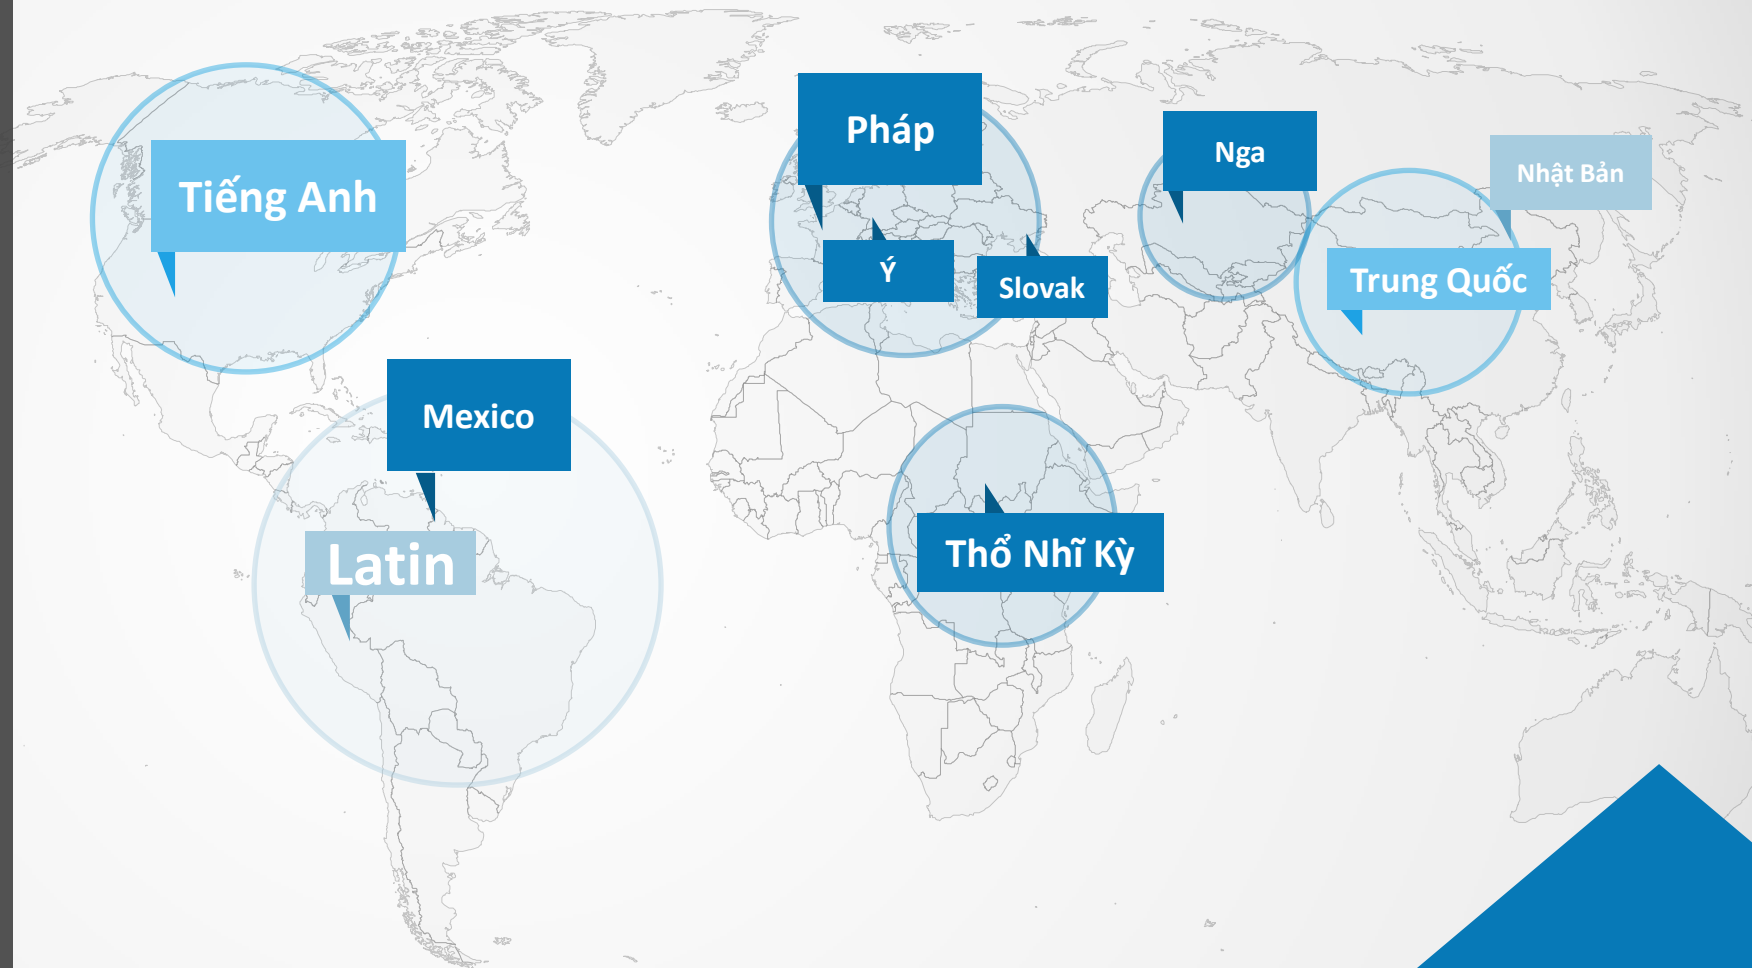 Tiếng Anh
Pháp
Nga
Nhật Bản
Ý
Slovak
Trung Quốc
Mexico
Latin
Thổ Nhĩ Kỳ